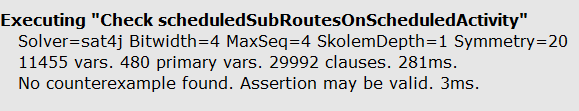 Executing "Check scheduledSubRoutesOnScheduledActivity"
Solver=sat4j Bitwidth=4 MaxSeq=4 SkolemDepth=1 Symmetry=20
11455 vars. 480 primary vars. 29992 clauses. 281ms.
No counterexample found. Assertion may be valid. 3ms.